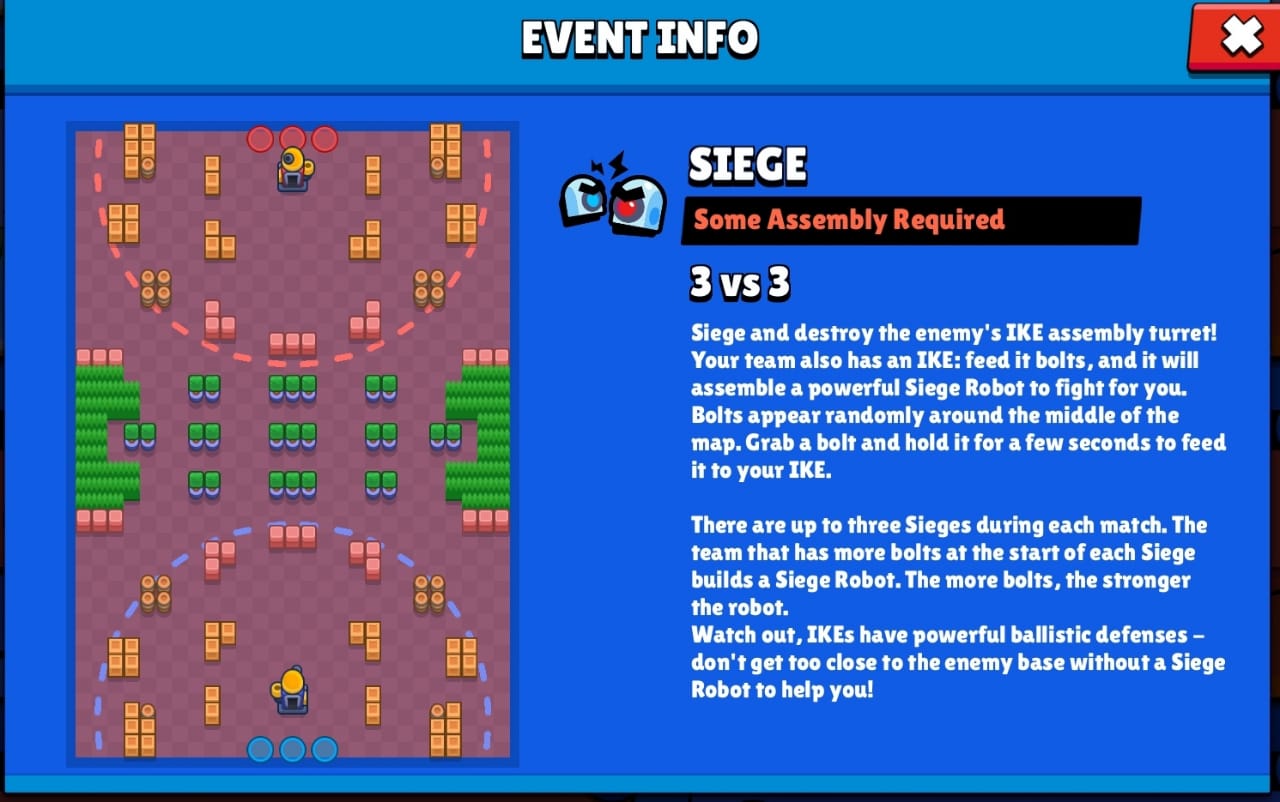 EVENT INFO
SIEGE
Some Assembly Required
3 vs 3
Siege and destroy the enemy's IKE assembly turret!
Your team also has an IKE: feed it bolts, and it will
assemble a powerful Siege Robot to fight for you.
Bolts appear randomly around the middle of the
map. Grab a bolt and hold it for a few seconds to feed
it to your IKE.
There are up to three Sieges during each match. The
team that has more bolts at the start of each Siege
builds a Siege Robot. The more bolts, the stronger
the robot.
Watch out, IKEs have powerful ballistic defenses –
don't get too close to the enemy base without a Siege
Robot to help you!